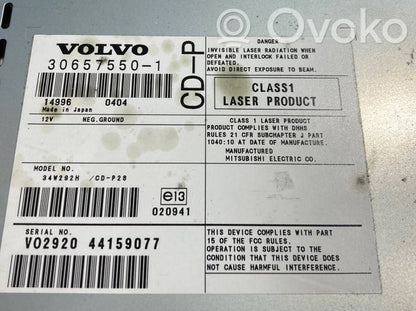 Ovoko
VOLVO
30657550-1
14996 0404
Made in Japan
12V NEG.GROUND
MODEL NO.
34W292H /CD-P28
e13
020941
SERIAL NO.
VO2920 44159077
CD-P
DANGER
INVISIBLE LASER RADIATION WHEN
OPEN AND INTERLOCK FAILED OR
DEFEATED.
AVOID DIRECT EXPOSURE TO BEAM.
CLASS1
LASER PRODUCT
CLASS 1 LASER PRODUCT
PRODUCT COMPLIES WITH DHHS
RULES 21 CFR SUBCHAPTER J PART
1040:10 AT DATE OF MANUFACTURE.
MANUFACTURED
MITSUBISHI ELECTRIC CO.
THIS DEVICE COMPLIES WITH PART
15 OF THE FCC RULES.
OPERATION IS SUBJECT TO THE
CONDITION THAT THIS DEVICE DOES
NOT CAUSE HARMFUL INTERFERENCE.